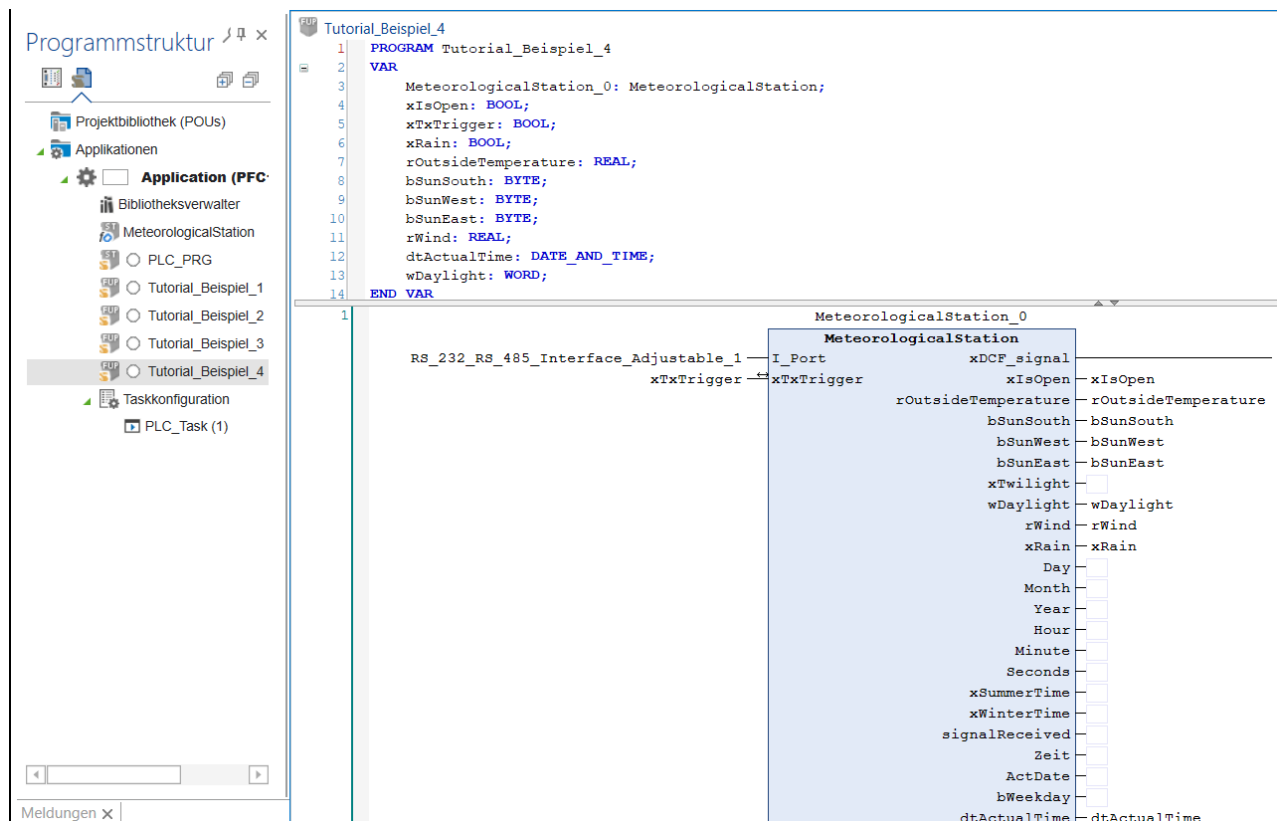 Programmstruktur
Projektbibliothek (POUs)
Applikationen
Application (PFC
Bibliotheksverwalter
MeteorologicalStation
PLC_PRG
Tutorial_Beispiel_1
Tutorial_Beispiel_2
Tutorial_Beispiel_3
Tutorial_Beispiel_4
Taskkonfiguration
PLC_Task (1)
Meldungen
Tutorial_Beispiel_4
1 PROGRAM Tutorial_Beispiel_4
2 VAR
3 MeteorologicalStation_0: MeteorologicalStation;
4 xIsOpen: BOOL;
5 xTxTrigger: BOOL;
6 xRain: BOOL;
7 rOutsideTemperature: REAL;
8 bSunSouth: BYTE;
9 bSunWest: BYTE;
10 bSunEast: BYTE;
11 rWind: REAL;
12 dtActualTime: DATE_AND_TIME;
13 wDaylight: WORD;
14 END_VAR
1
MeteorologicalStation_0
MeteorologicalStation
RS_232_RS_485_Interface_Adjustable_1 I_Port xDCF_signal
xTxTrigger xTxTrigger xIsOpen xIsOpen
rOutsideTemperature rOutsideTemperature
bSunSouth bSunSouth
bSunWest bSunWest
bSunEast bSunEast
xTwilight
wDaylight wDaylight
rWind rWind
xRain xRain
Day
Month
Year
Hour
Minute
Seconds
xSummerTime
xWinterTime
signalReceived
Zeit
ActDate
bWeekday
dtActualTime dtActualTime